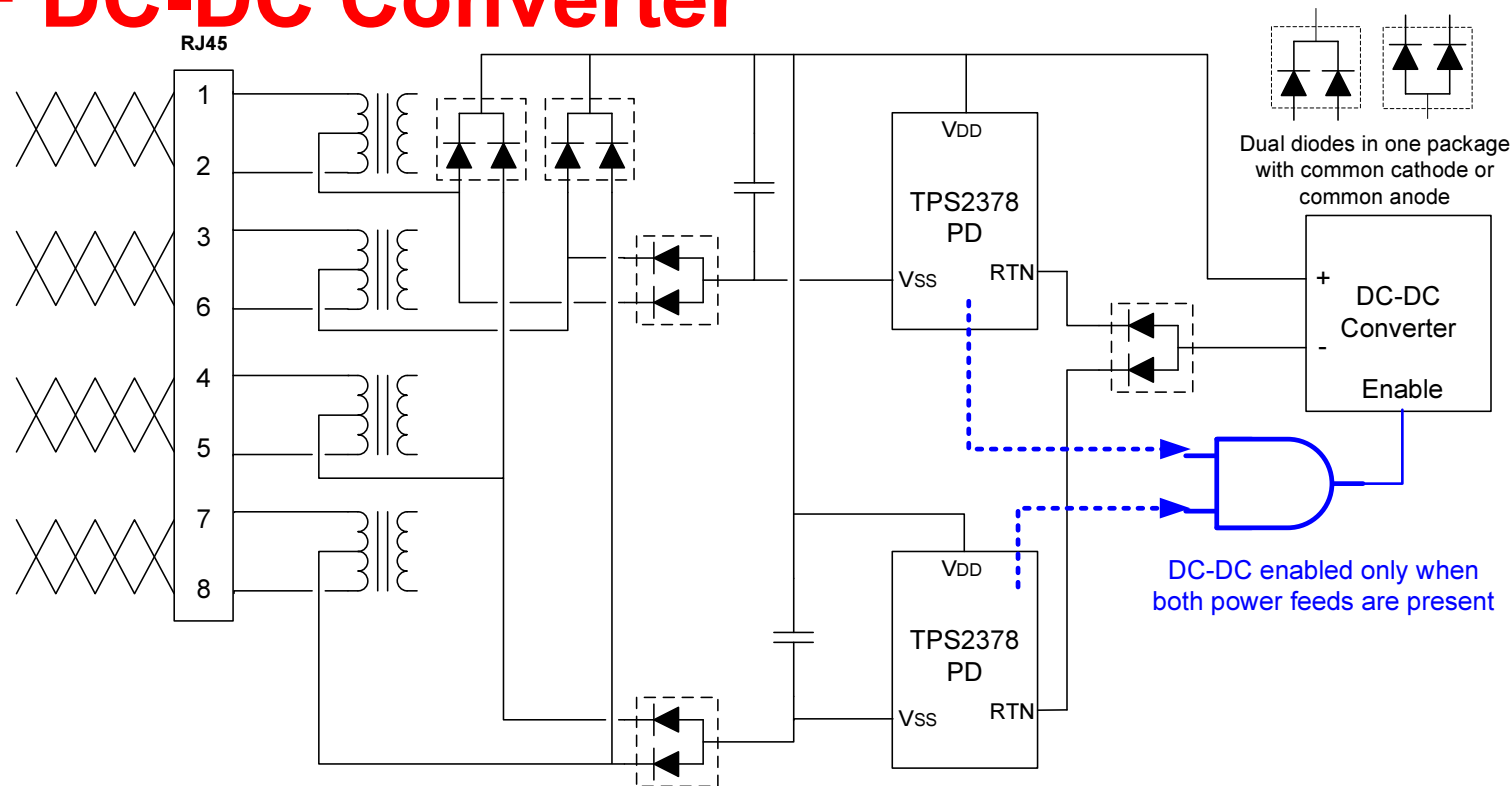 DC-DC Converter
RJ45
1
2
3
6
4
5
7
8
VDD
TPS2378
PD
VSS
RTN
VDD
TPS2378
PD
VSS
RTN
Dual diodes in one package
with common cathode or
common anode
+
DC-DC
Converter
-
Enable
DC-DC enabled only when
both power feeds are present